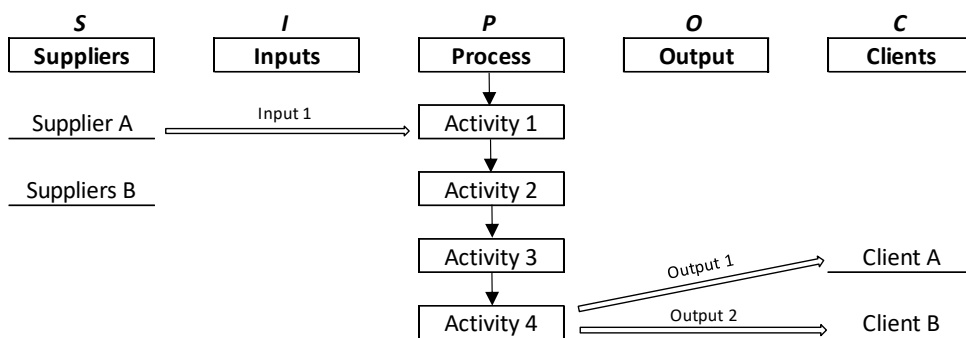 S I P O C
Suppliers Inputs Process Output Clients
Supplier A Input 1 Activity 1
Suppliers B Activity 2
Activity 3 Output 1 Client A
Activity 4 Output 2 Client B